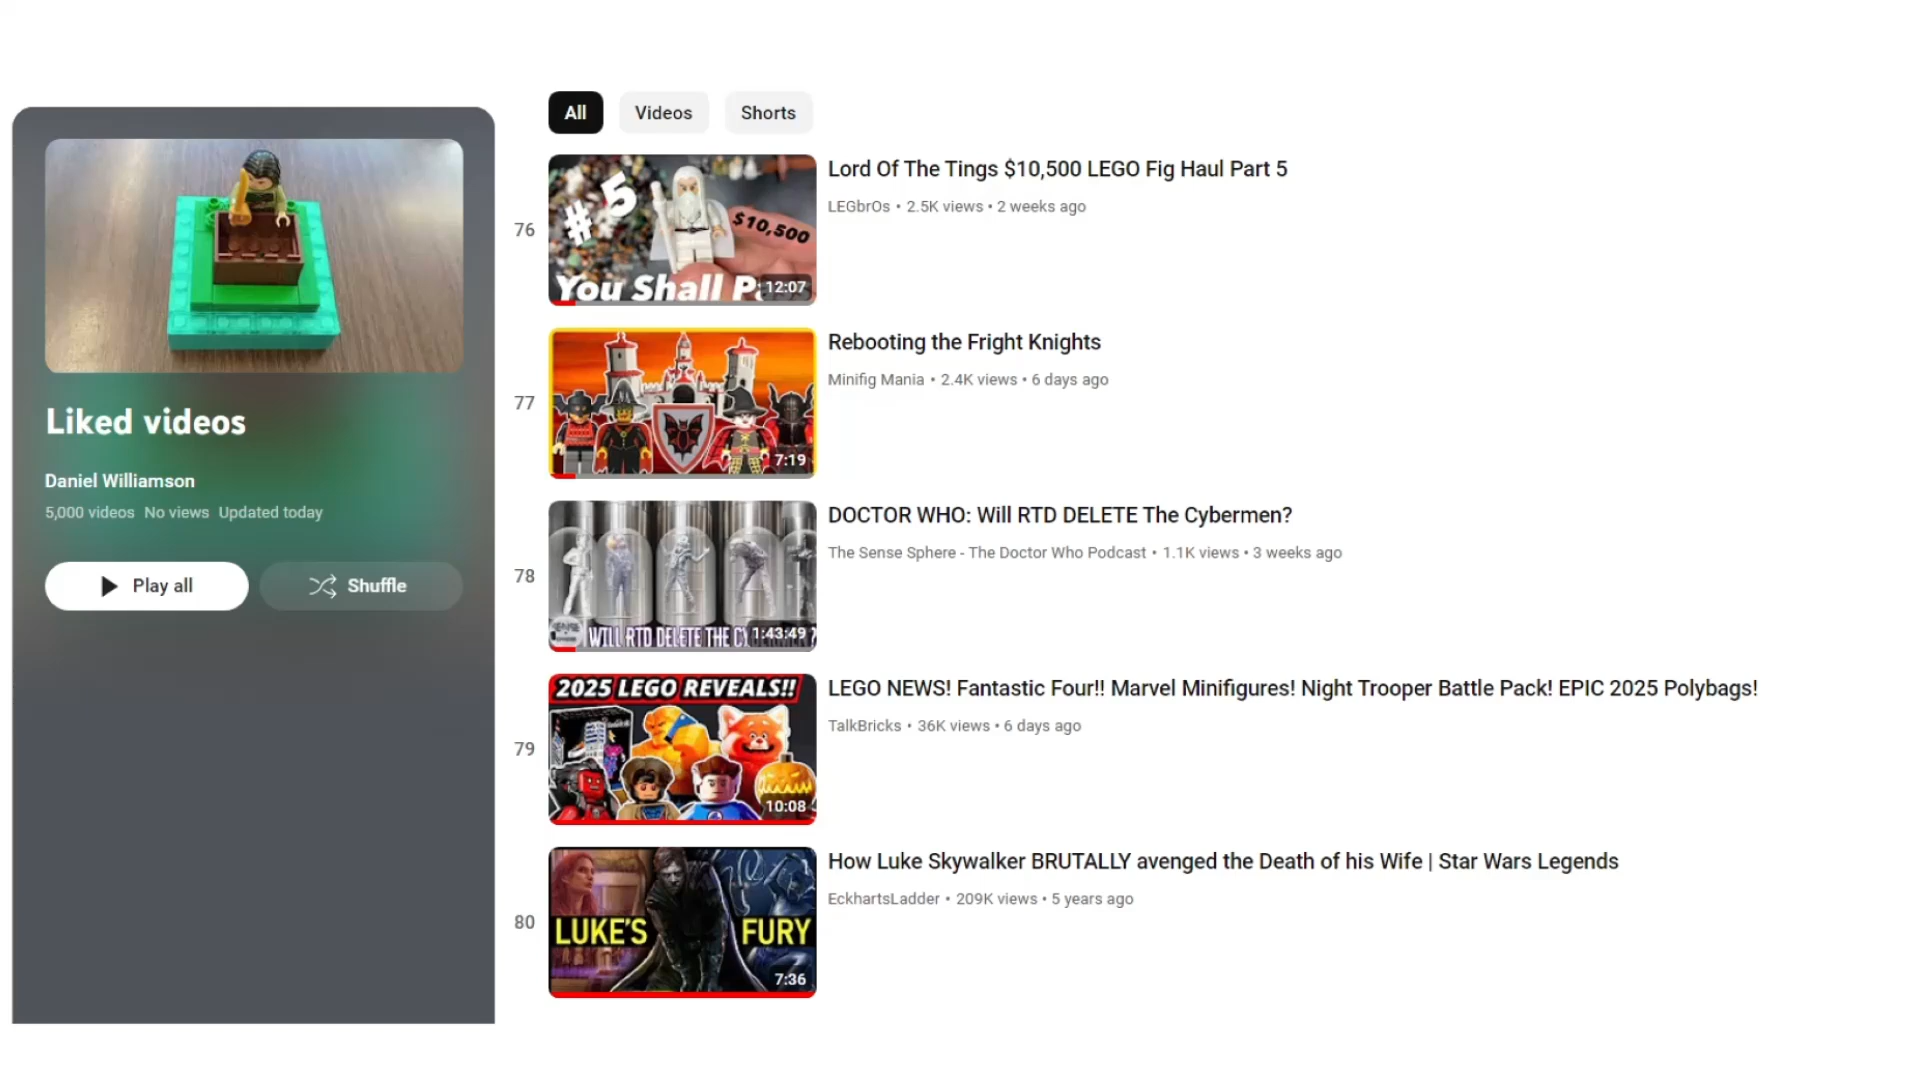 All
Videos
Shorts
Liked videos
Daniel Williamson
5,000 videos No views Updated today
Play all
Shuffle
76
#5
$10,500
You Shall P
12:07
Lord Of The Tings $10,500 LEGO Fig Haul Part 5
LEGbrOs • 2.5K views • 2 weeks ago
77
7:19
Rebooting the Fright Knights
Minifig Mania • 2.4K views • 6 days ago
78
WILL RTD DELETE THE
1:43:49
DOCTOR WHO: Will RTD DELETE The Cybermen?
The Sense Sphere - The Doctor Who Podcast • 1.1K views • 3 weeks ago
79
2025 LEGO REVEALS!!
10:08
LEGO NEWS! Fantastic Four!! Marvel Minifigures! Night Trooper Battle Pack! EPIC 2025 Polybags!
TalkBricks • 36K views • 6 days ago
80
LUKE'S FURY
7:36
How Luke Skywalker BRUTALLY avenged the Death of his Wife | Star Wars Legends
EckhartsLadder • 209K views • 5 years ago